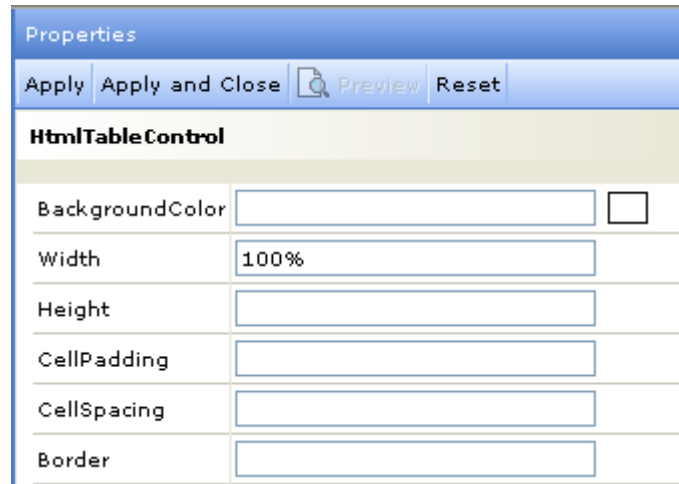 Properties
Apply Apply and Close Preview Reset
HtmlTableControl
BackgroundColor
Width 100%
Height
CellPadding
CellSpacing
Border